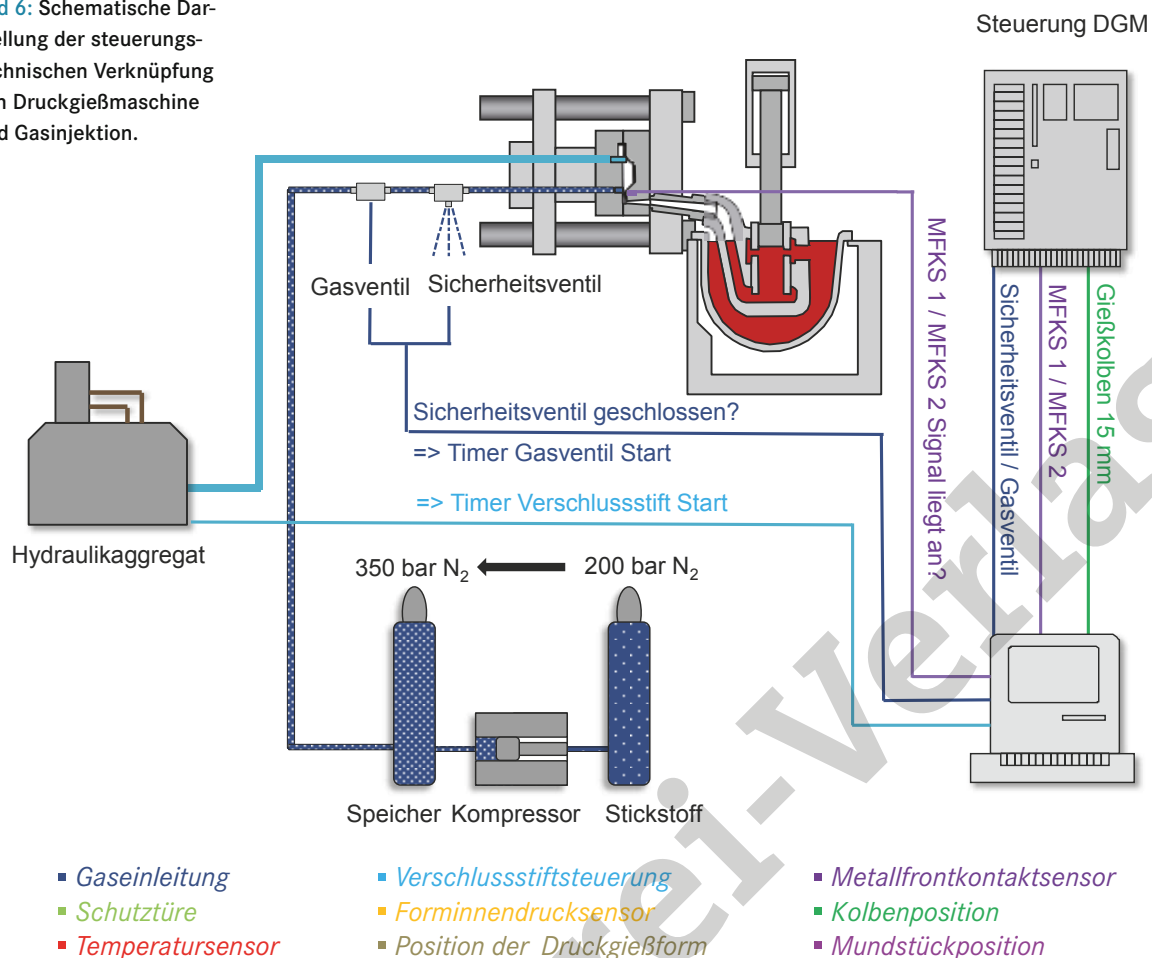 d 6: Schematische Dar-
ellung der steuerungs-
chnischen Verknüpfung
n Druckgießmaschine
d Gasinjektion.
Steuerung DGM
Gasventil
Sicherheitsventil
Sicherheitsventil geschlossen?
=> Timer Gasventil Start
=> Timer Verschlussstift Start
MFKS 1 / MFKS 2 Signal liegt an?
Sicherheitsventil / Gasventil
MFKS 1 / MFKS 2
Gießkolben 15 mm
Hydraulikaggregat
350 bar N₂
200 bar N₂
Speicher
Kompressor
Stickstoff
▪ Gaseinleitung
▪ Schutztüre
▪ Temperatursensor
▪ Verschlussstiftsteuerung
▪ Forminnendrucksensor
▪ Position der Druckgießform
▪ Metallfrontkontaktsensor
▪ Kolbenposition
▪ Mundstückposition
rei-Verlas